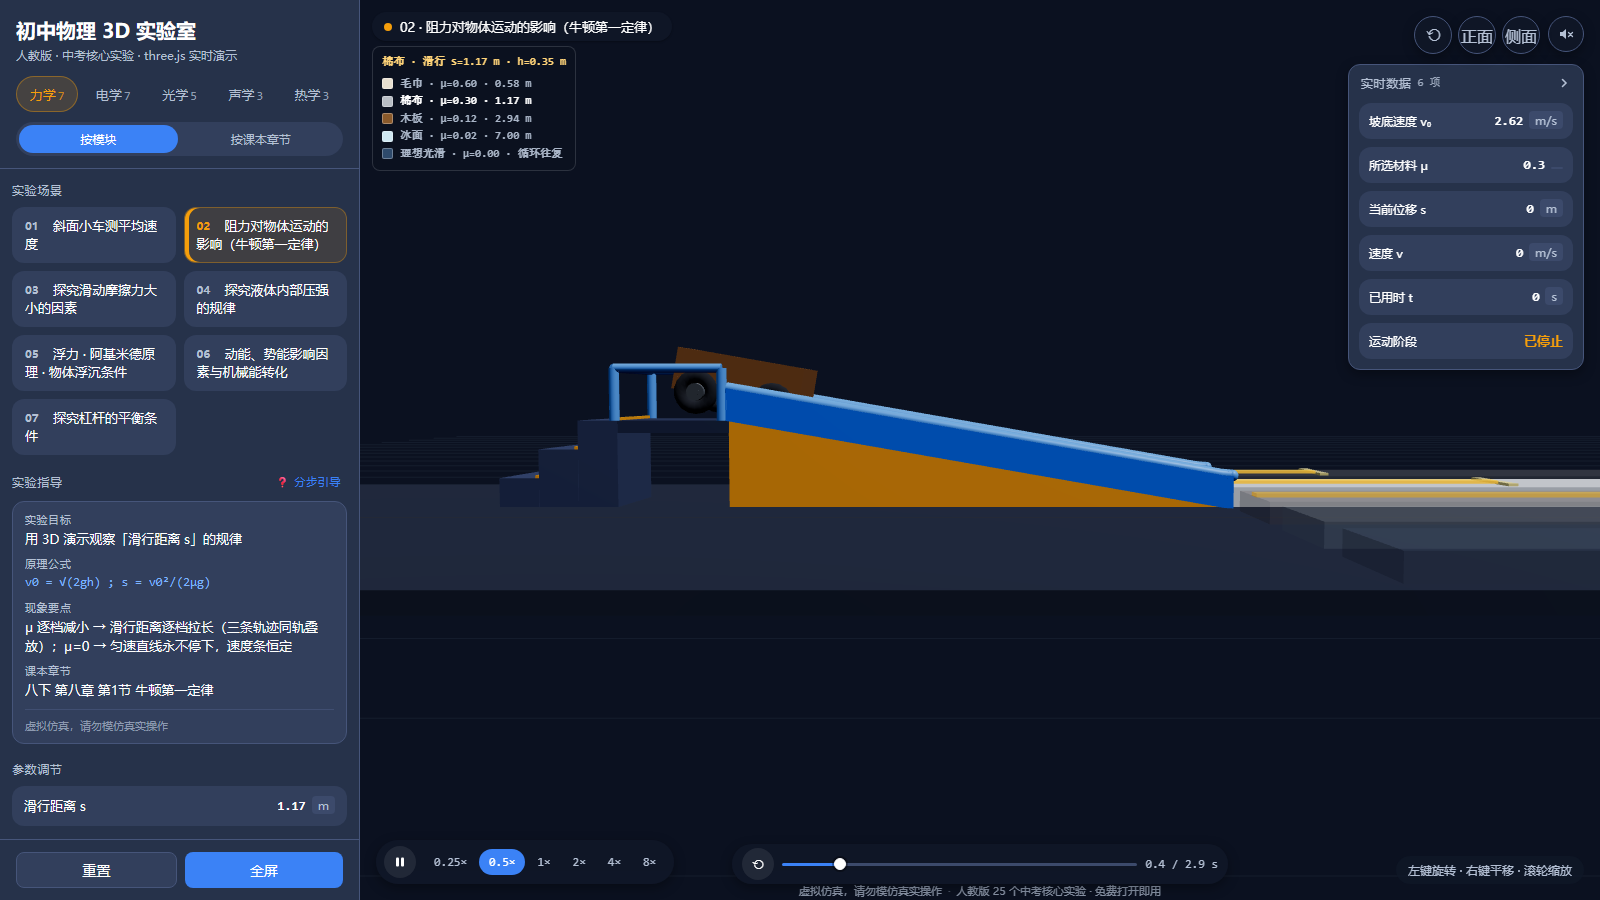 初中物理 3D 实验室
人教版 · 中考核心实验 · three.js 实时演示
力学 7
电学 7
光学 5
声学 3
热学 3
按模块
按课本章节
实验场景
01 斜面小车测平均速
度
02 阻力对物体运动的
影响（牛顿第一定律）
03 探究滑动摩擦力大
小的因素
04 探究液体内部压强
的规律
05 浮力 · 阿基米德原
理 · 物体浮沉条件
06 动能、势能影响因
素与机械能转化
07 探究杠杆的平衡条
件
实验指导
❓ 分步引导
实验目标
用 3D 演示观察「滑行距离 s」的规律
原理公式
v0 = √(2gh) ; s = v0²/(2μg)
现象要点
μ 逐档减小 → 滑行距离逐档拉长（三条轨迹同轨叠
放）；μ=0 → 匀速直线永不停下，速度条恒定
课本章节
八下 第八章 第1节 牛顿第一定律
虚拟仿真，请勿模仿真实操作
参数调节
滑行距离 s 1.17 m
重置
全屏
02 · 阻力对物体运动的影响（牛顿第一定律）
棉布 · 滑行 s=1.17 m · h=0.35 m
毛巾 · μ=0.60 · 0.58 m
棉布 · μ=0.30 · 1.17 m
木板 · μ=0.12 · 2.94 m
冰面 · μ=0.02 · 7.00 m
理想光滑 · μ=0.00 · 循环往复
正面
侧面
实时数据 6 项
坡底速度 v₀ 2.62 m/s
所选材料 μ 0.3
当前位移 s 0 m
速度 v 0 m/s
已用时 t 0 s
运动阶段 已停止
0.25×
0.5×
1×
2×
4×
8×
0.4 / 2.9 s
虚拟仿真，请勿模仿真实操作 · 人教版 25 个中考核心实验 · 免费打开即用
左键旋转 · 右键平移 · 滚轮缩放